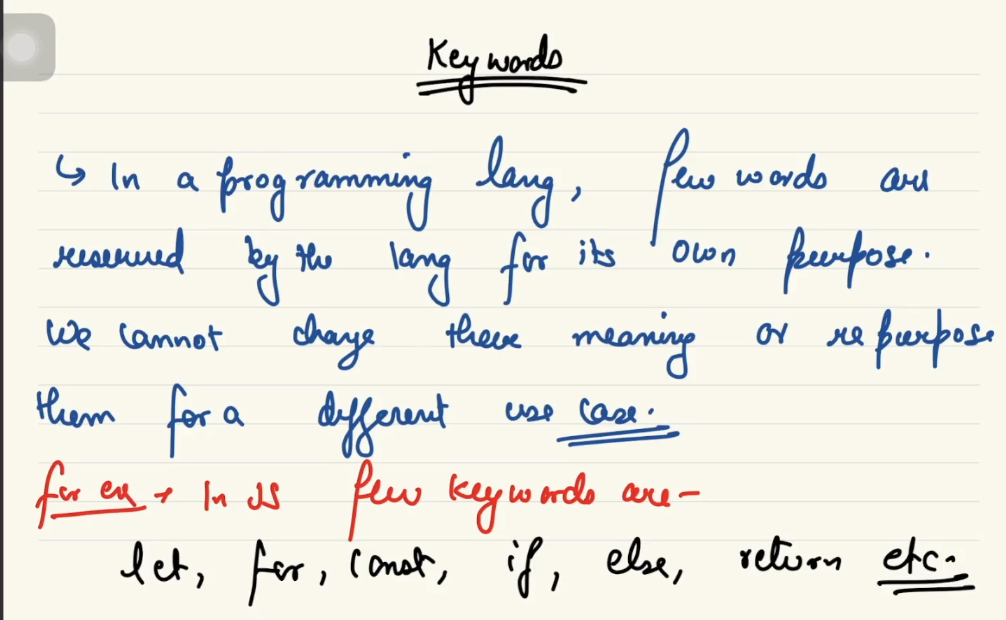 Keywords
↳ In a programming lang, few words are
reserved by the lang for its own purpose.
We cannot change there meaning or repurpose
them for a different use case.
for ex → In JS few keywords are -
let, for, const, if, else, return etc.